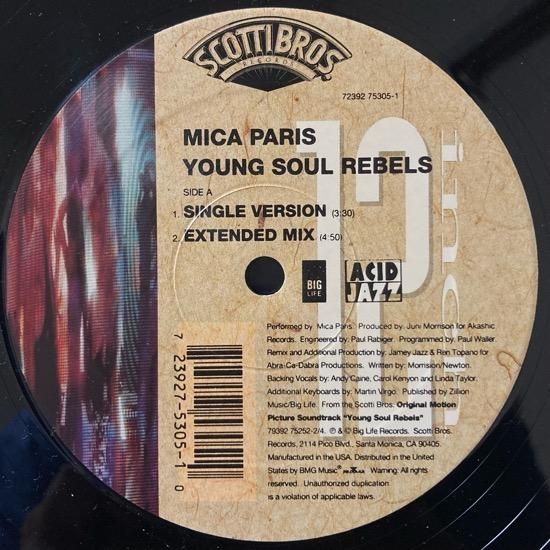 SCOTTI BROS.
RECORDS
72392 75305-1
12
inch
MICA PARIS
YOUNG SOUL REBELS
SIDE A
1. SINGLE VERSION (3:30)
2. EXTENDED MIX (4:50)
BIG
LIFE
ACID
JAZZ
Performed by Mica Paris. Produced by: Juni Morrison for Akashic
Records. Engineered by: Paul Rabiger. Programmed by: Paul Waller.
Remix and Additional Production by: Jamey Jazz & Ren Topano for
Abra-Ca-Dabra Productions. Written by: Morrision/Newton.
Backing Vocals by: Andy Caine, Carol Kenyon and Linda Taylor.
Additional Keyboards by: Martin Virgo. Published by Zillion
Music/Big Life. From the Scotti Bros. Original Motion
Picture Soundtrack "Young Soul Rebels"
79392 75252-2/4. ℗ & © Big Life Records. Scotti Bros.
Records, 2114 Pico Blvd., Santa Monica, CA 90405.
Manufactured in the USA. Distributed in the United
States by BMG Music® Warning: All rights
reserved. Unauthorized duplication
is a violation of applicable laws.
7 23927-5305-1 0